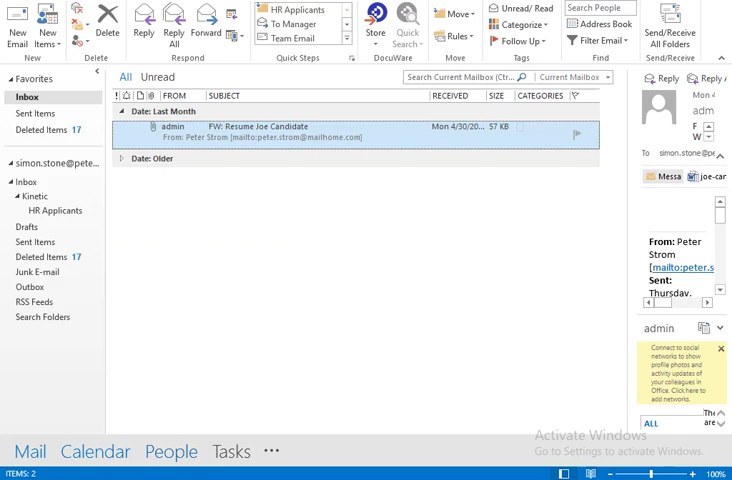 New Email
New Items
New
Delete
Delete
Reply
Reply All
Forward
Respond
HR Applicants
To Manager
Team Email
Quick Steps
Store
Quick Search
DocuWare
Move
Rules
Move
Unread/ Read
Categorize
Follow Up
Tags
Search People
Address Book
Filter Email
Find
Send/Receive All Folders
Send/Receive
Favorites
Inbox
Sent Items
Deleted Items 17
simon.stone@pete...
Inbox
Kinetic
HR Applicants
Drafts
Sent Items
Deleted Items 17
Junk E-mail
Outbox
RSS Feeds
Search Folders
All Unread
Search Current Mailbox (Ctr... Current Mailbox
! FROM SUBJECT RECEIVED SIZE CATEGORIES
Date: Last Month
admin FW: Resume Joe Candidate Mon 4/30/20... 57 KB
From: Peter Strom [mailto:peter.strom@mailhome.com]
Date: Older
Reply Reply A
Mon 4
adm
F
W
To simon.stone@pe
Messa joe-can
From: Peter
Strom
[mailto:peter.s
Sent:
Thursday.
admin
Connect to social
networks to show
profile photos and
activity updates of
your colleagues in
Office. Click here to
add networks.
ALL
The
are
Activate Windows
Go to Settings to activate Windows.
Mail Calendar People Tasks •••
ITEMS: 2
100%